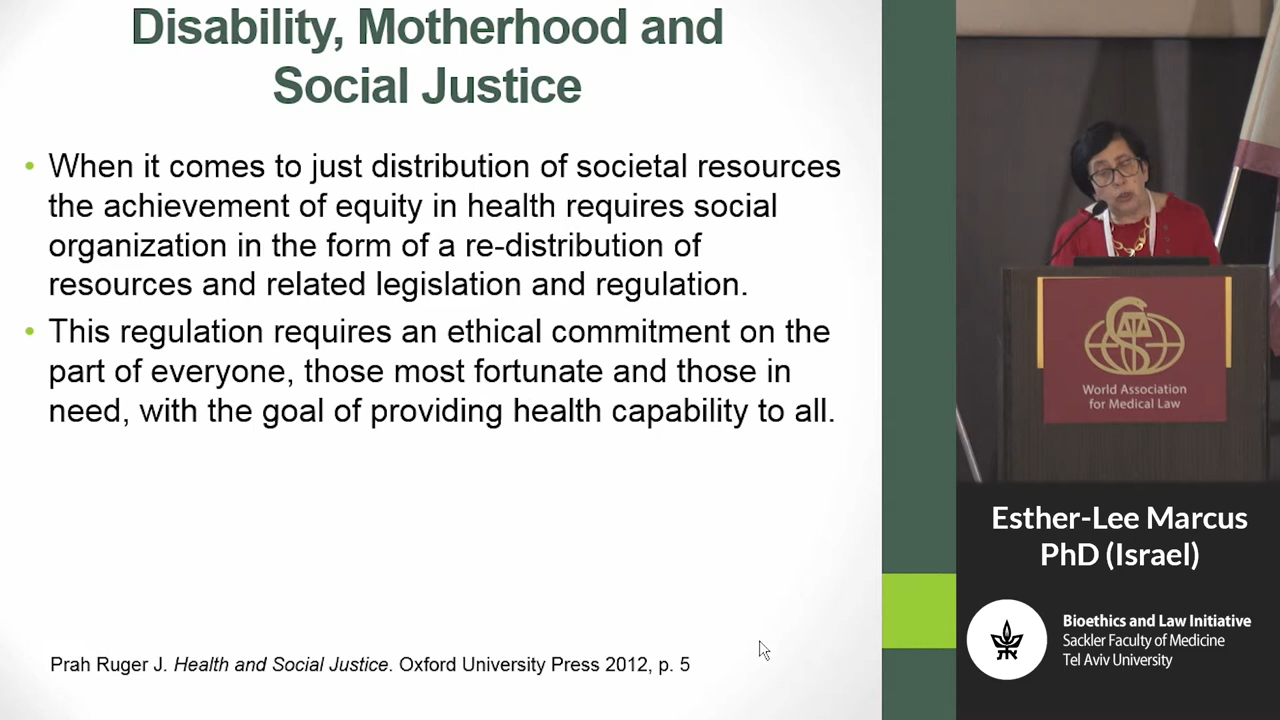 Disability, Motherhood and
Social Justice
• When it comes to just distribution of societal resources
the achievement of equity in health requires social
organization in the form of a re-distribution of
resources and related legislation and regulation.
• This regulation requires an ethical commitment on the
part of everyone, those most fortunate and those in
need, with the goal of providing health capability to all.
Prah Ruger J. Health and Social Justice. Oxford University Press 2012, p. 5
World Association
for Medical Law
Esther-Lee Marcus
PhD (Israel)
Bioethics and Law Initiative
Sackler Faculty of Medicine
Tel Aviv University